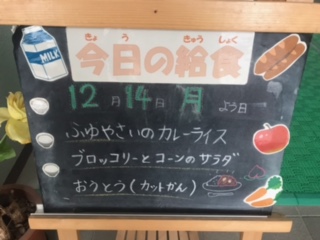 MILK
きょう きゅう しょく
今日の給食
12月14日 月よう日
ふゆやさいのカレーライス
ブロッコリーとコーンのサラダ
おうとう(カットかん)